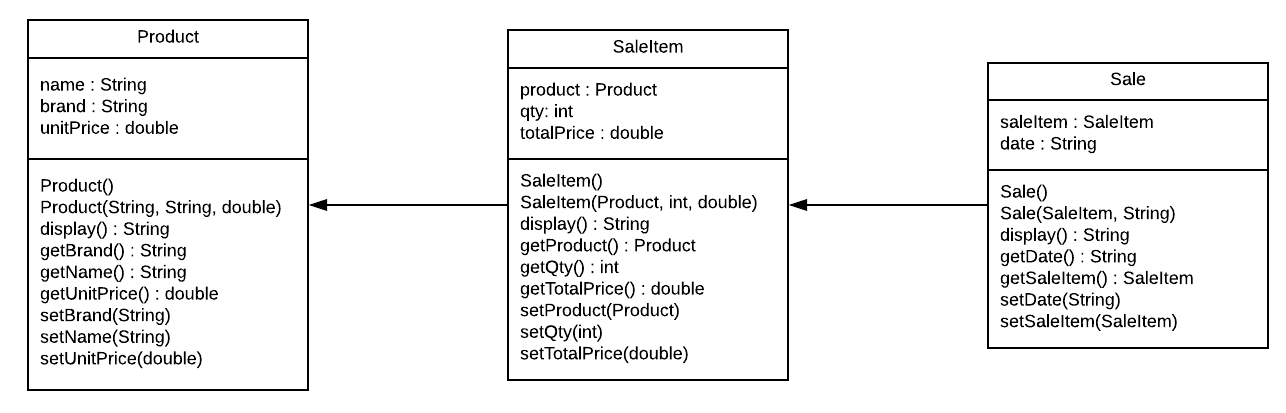 Product
name : String
brand : String
unitPrice : double
Product()
Product(String, String, double)
display() : String
getBrand() : String
getName() : String
getUnitPrice() : double
setBrand(String)
setName(String)
setUnitPrice(double)
SaleItem
product : Product
qty: int
totalPrice : double
SaleItem()
SaleItem(Product, int, double)
display() : String
getProduct() : Product
getQty() : int
getTotalPrice() : double
setProduct(Product)
setQty(int)
setTotalPrice(double)
Sale
saleItem : SaleItem
date : String
Sale()
Sale(SaleItem, String)
display() : String
getDate() : String
getSaleItem() : SaleItem
setDate(String)
setSaleItem(SaleItem)